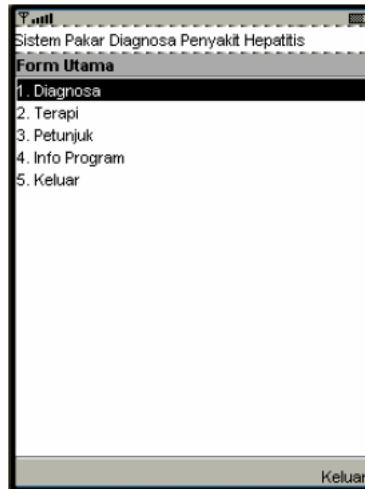 Sistem Pakar Diagnosa Penyakit Hepatitis
Form Utama
1. Diagnosa
2. Terapi
3. Petunjuk
4. Info Program
5. Keluar
Keluar